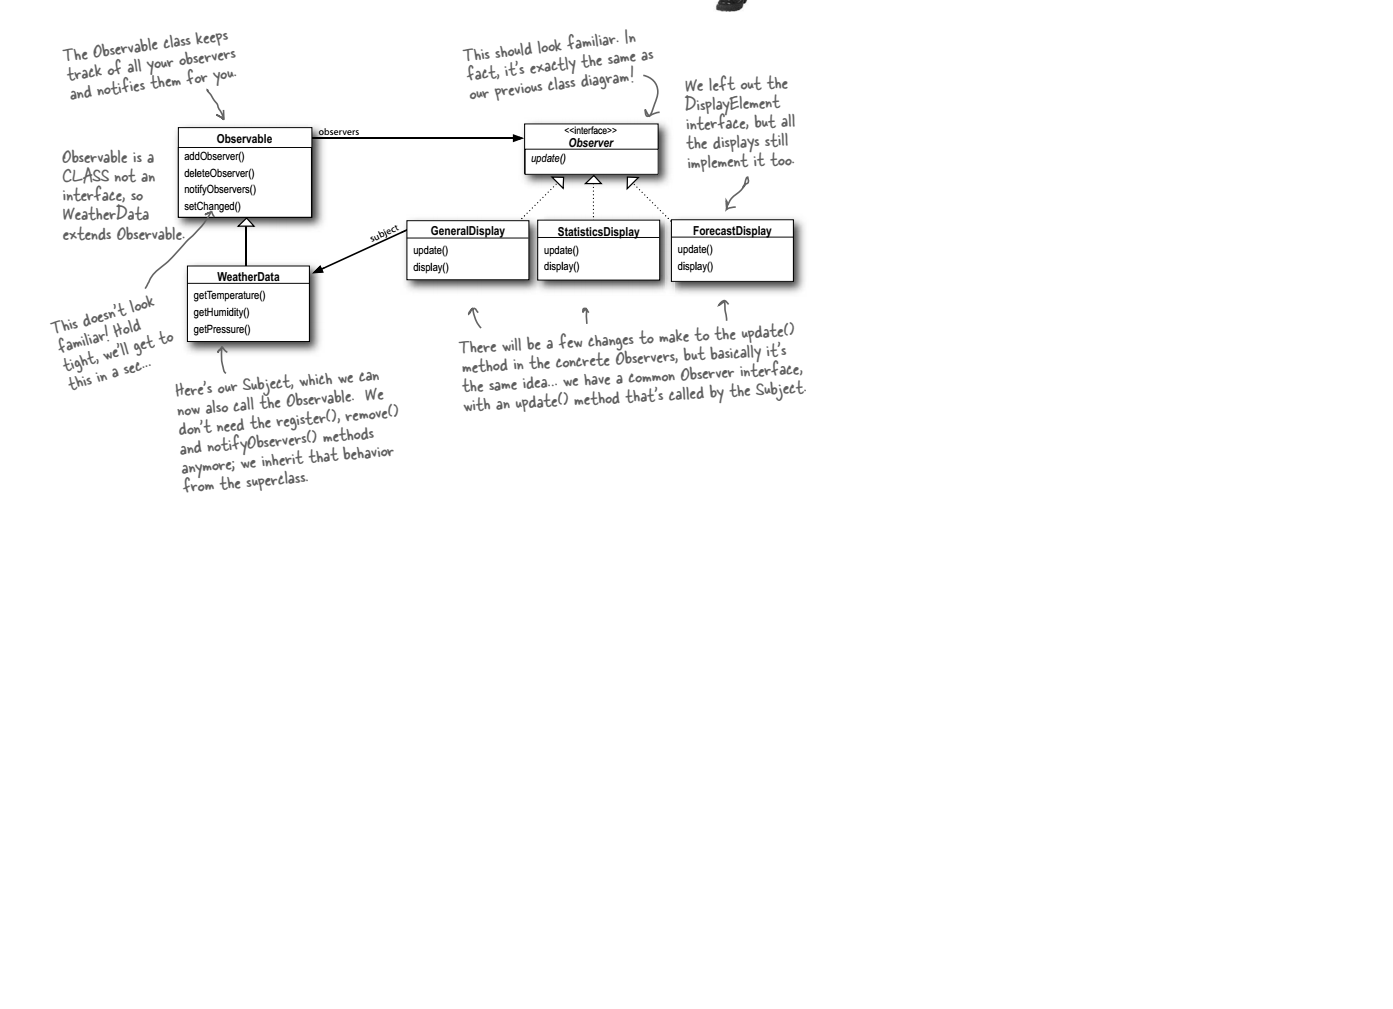 The Observable class keeps
track of all your observers
and notifies them for you.
This should look familiar. In
fact, it's exactly the same as
our previous class diagram!
We left out the
DisplayElement
interface, but all
the displays still
implement it too.
Observable is a
CLASS not an
interface, so
WeatherData
extends Observable.
Observable
addObserver()
deleteObserver()
notifyObservers()
setChanged()
observers
<<interface>>
Observer
update()
subject
GeneralDisplay
update()
display()
StatisticsDisplay
update()
display()
ForecastDisplay
update()
display()
WeatherData
getTemperature()
getHumidity()
getPressure()
This doesn't look
familiar! Hold
tight, we'll get to
this in a sec...
Here's our Subject, which we can
now also call the Observable. We
don't need the register(), remove()
and notifyObservers() methods
anymore; we inherit that behavior
from the superclass.
There will be a few changes to make to the update()
method in the concrete Observers, but basically it's
the same idea... we have a common Observer interface,
with an update() method that's called by the Subject.